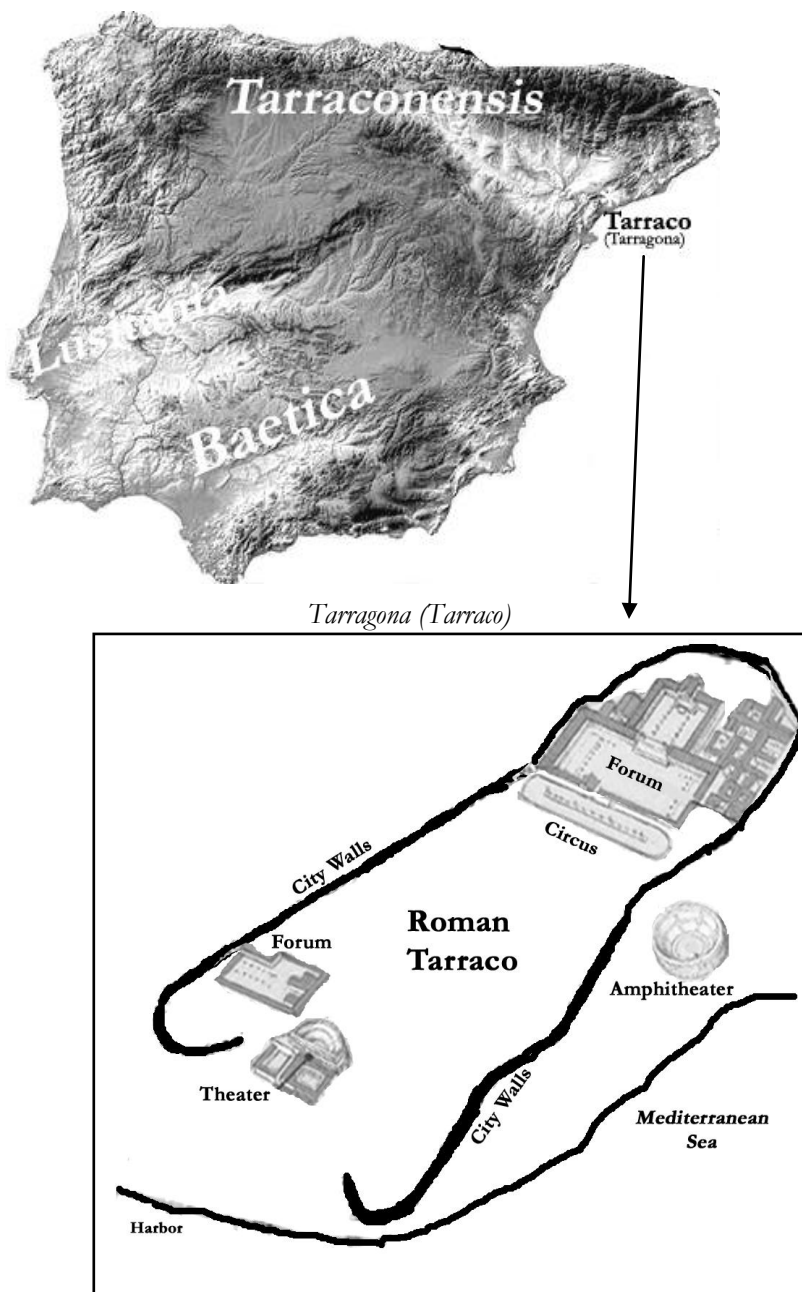 Tarraconensis
Tarraco
(Tarragona)
Lusitania
Baetica
Tarragona (Tarraco)
Forum
Circus
City Walls
Roman
Tarraco
Forum
Amphitheater
Theater
City Walls
Mediterranean
Sea
Harbor